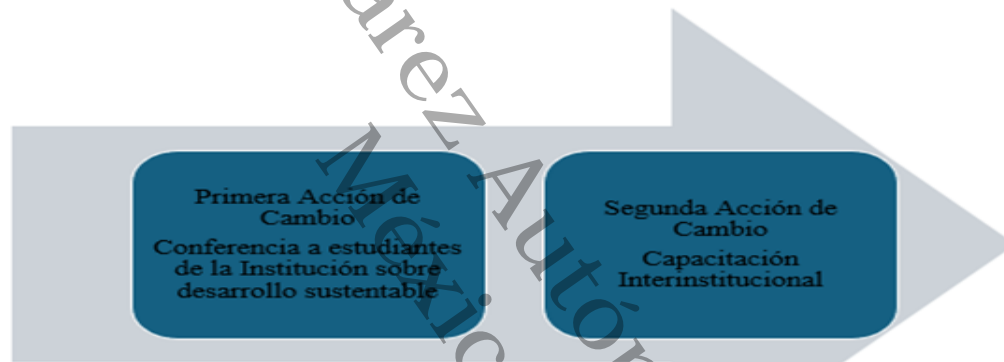 Primera Acción de
Cambio
Conferencia a estudiantes
de la Institución sobre
desarrollo sustentable
Segunda Acción de
Cambio
Capacitación
Interinstitucional